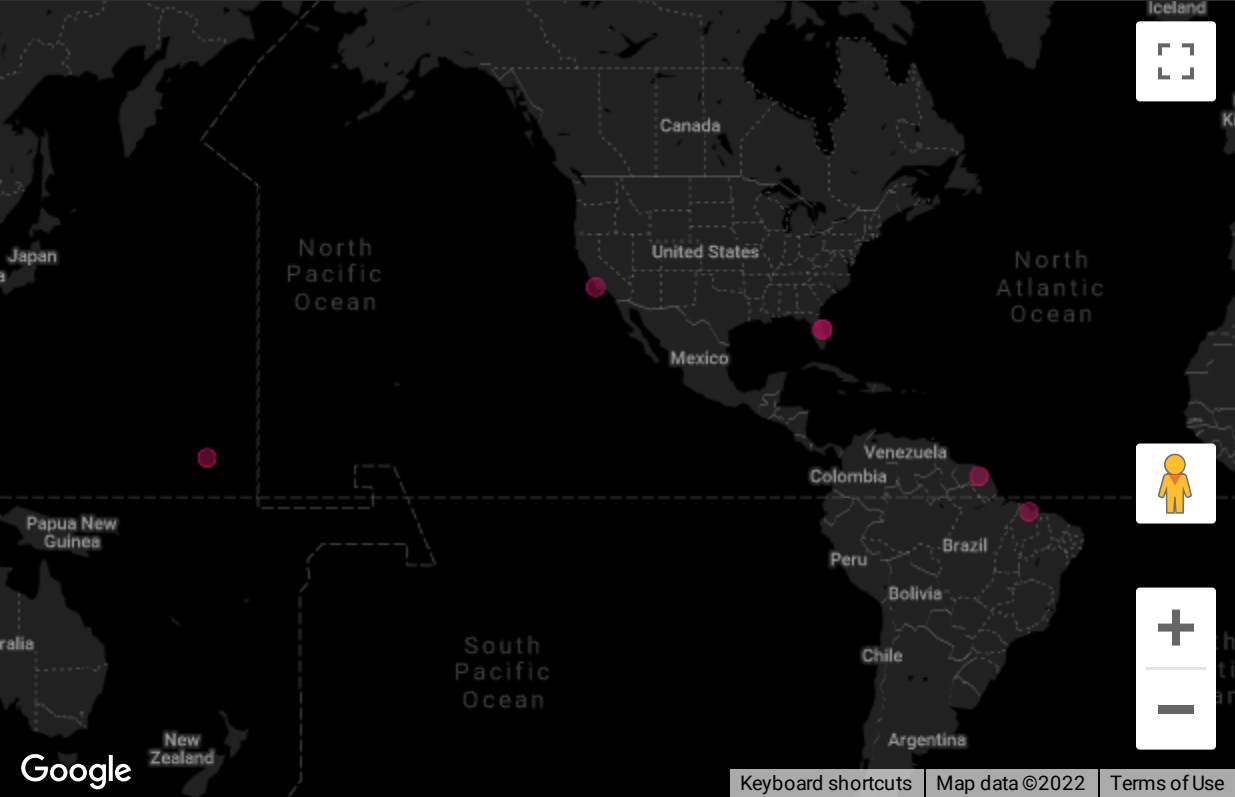 Iceland
Canada
North
Pacific
Ocean
Japan
United States
North
Atlantic
Ocean
Mexico
Venezuela
Colombia
Papua New
Guinea
Brazil
Peru
Bolivia
ralia
South
Pacific
Ocean
Chile
New
Zealand
Argentina
Google
Keyboard shortcuts
Map data ©2022
Terms of Use